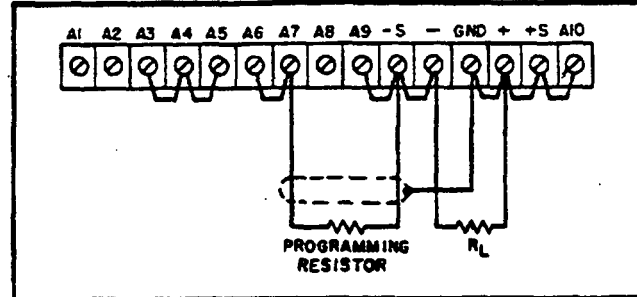 A1 A2 A3 A4 A5 A6 A7 A8 A9 -S — GND + +S A10
PROGRAMMING
RESISTOR
RL